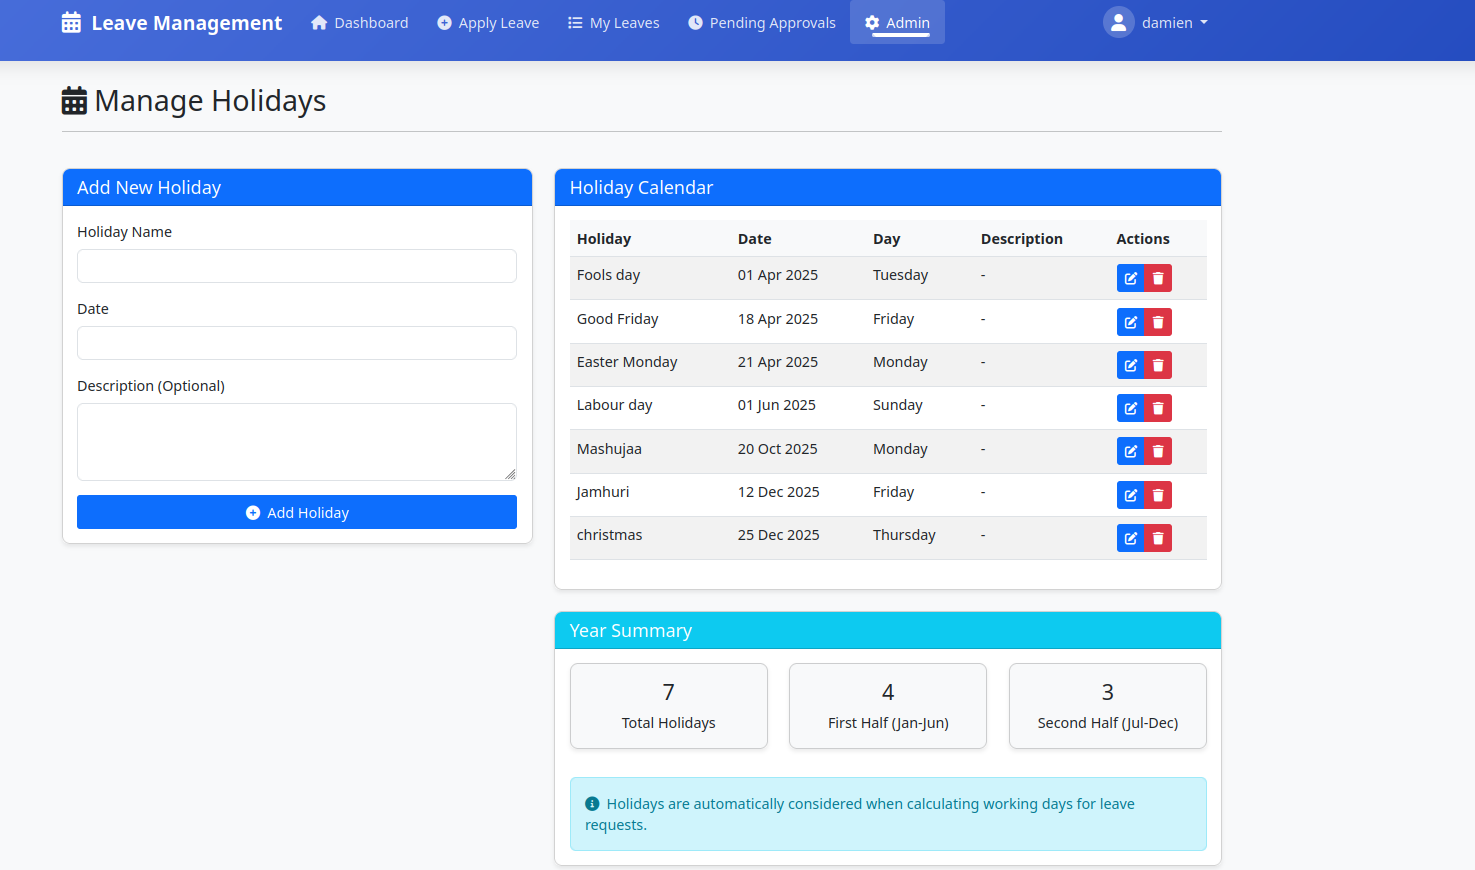 Leave Management Dashboard Apply Leave My Leaves Pending Approvals Admin damien
Manage Holidays
Add New Holiday
Holiday Name
Date
Description (Optional)
Add Holiday
Holiday Calendar
Holiday Date Day Description Actions
Fools day 01 Apr 2025 Tuesday -
Good Friday 18 Apr 2025 Friday -
Easter Monday 21 Apr 2025 Monday -
Labour day 01 Jun 2025 Sunday -
Mashujaa 20 Oct 2025 Monday -
Jamhuri 12 Dec 2025 Friday -
christmas 25 Dec 2025 Thursday -
Year Summary
7 4 3
Total Holidays First Half (Jan-Jun) Second Half (Jul-Dec)
Holidays are automatically considered when calculating working days for leave
requests.